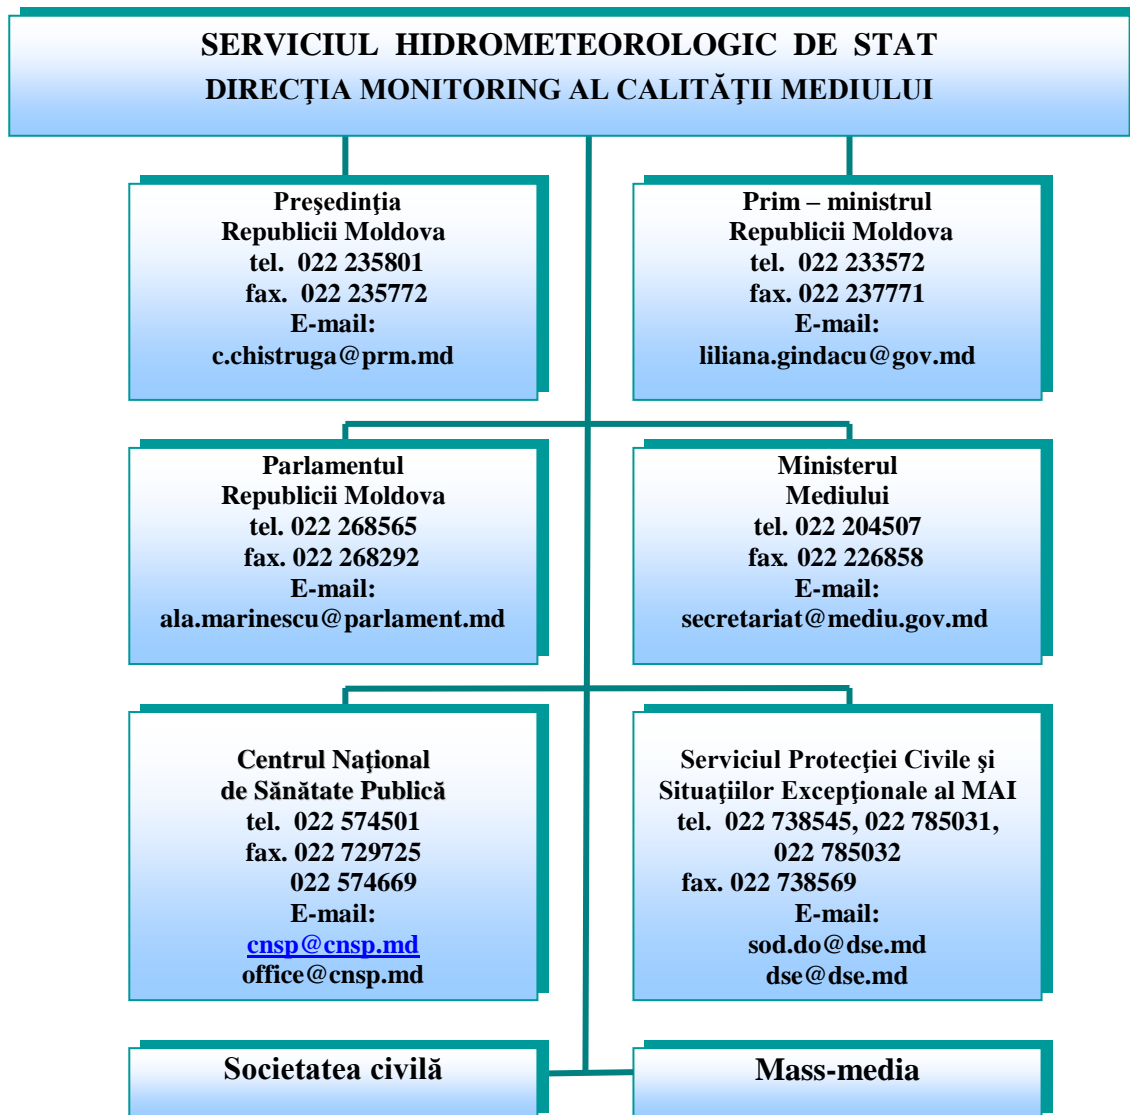 SERVICIUL HIDROMETEOROLOGIC DE STAT
DIRECŢIA MONITORING AL CALITĂŢII MEDIULUI
Preşedinţia
Republicii Moldova
tel. 022 235801
fax. 022 235772
E-mail:
c.chistruga@prm.md
Prim – ministrul
Republicii Moldova
tel. 022 233572
fax. 022 237771
E-mail:
liliana.gindacu@gov.md
Parlamentul
Republicii Moldova
tel. 022 268565
fax. 022 268292
E-mail:
ala.marinescu@parlament.md
Ministerul
Mediului
tel. 022 204507
fax. 022 226858
E-mail:
secretariat@mediu.gov.md
Centrul Naţional
de Sănătate Publică
tel. 022 574501
fax. 022 729725
022 574669
E-mail:
cnsp@cnsp.md
office@cnsp.md
Serviciul Protecţiei Civile şi
Situaţiilor Excepţionale al MAI
tel. 022 738545, 022 785031,
022 785032
fax. 022 738569
E-mail:
sod.do@dse.md
dse@dse.md
Societatea civilă
Mass-media